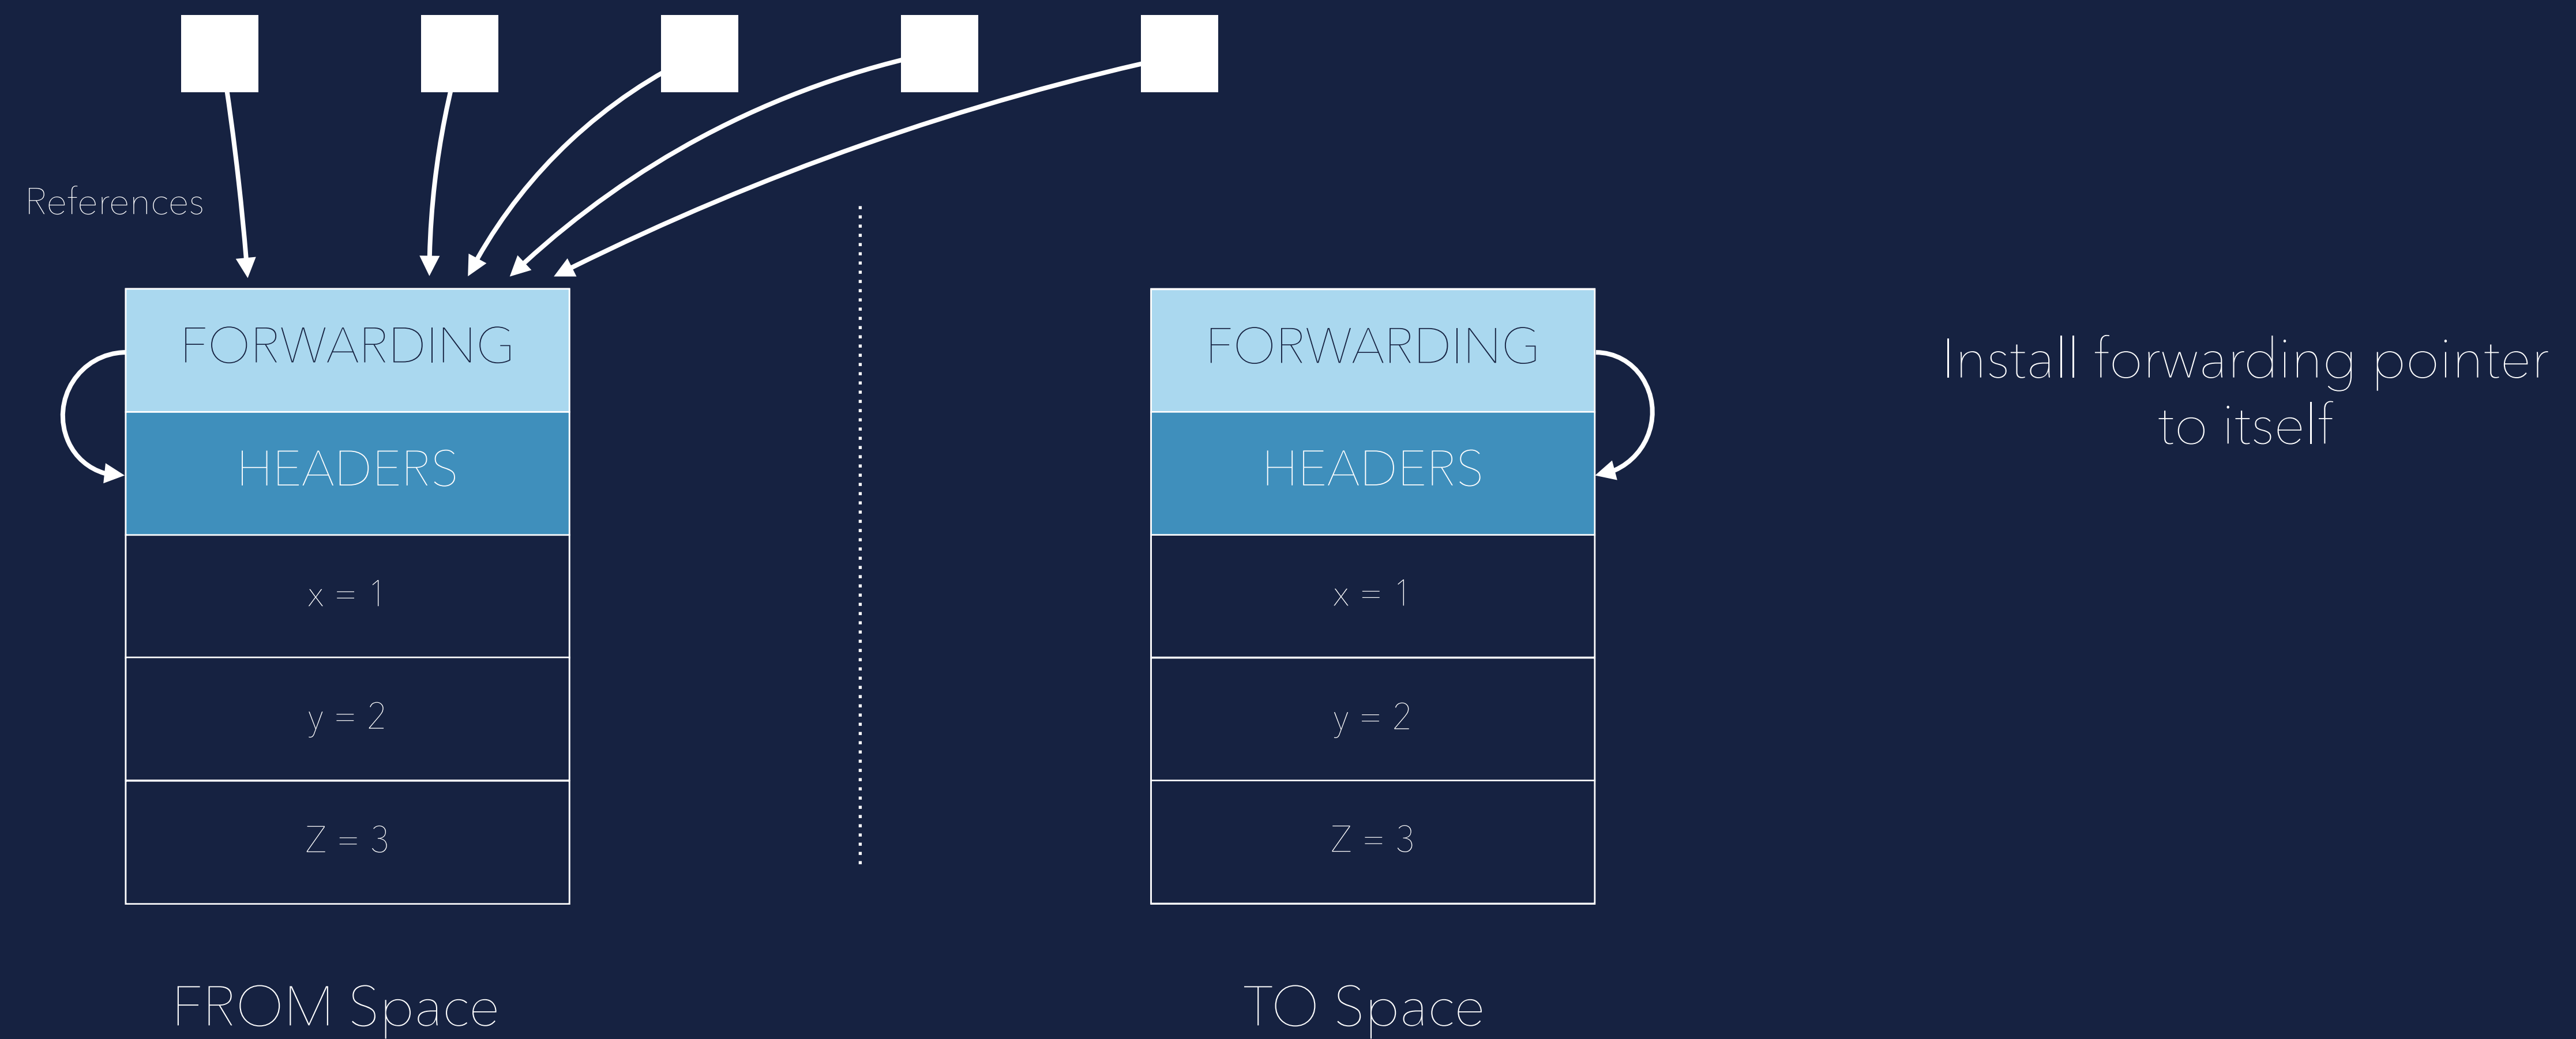 References
FORWARDING
HEADERS
x = 1
y = 2
Z = 3
FROM Space
FORWARDING
HEADERS
x = 1
y = 2
Z = 3
TO Space
Install forwarding pointer
to itself